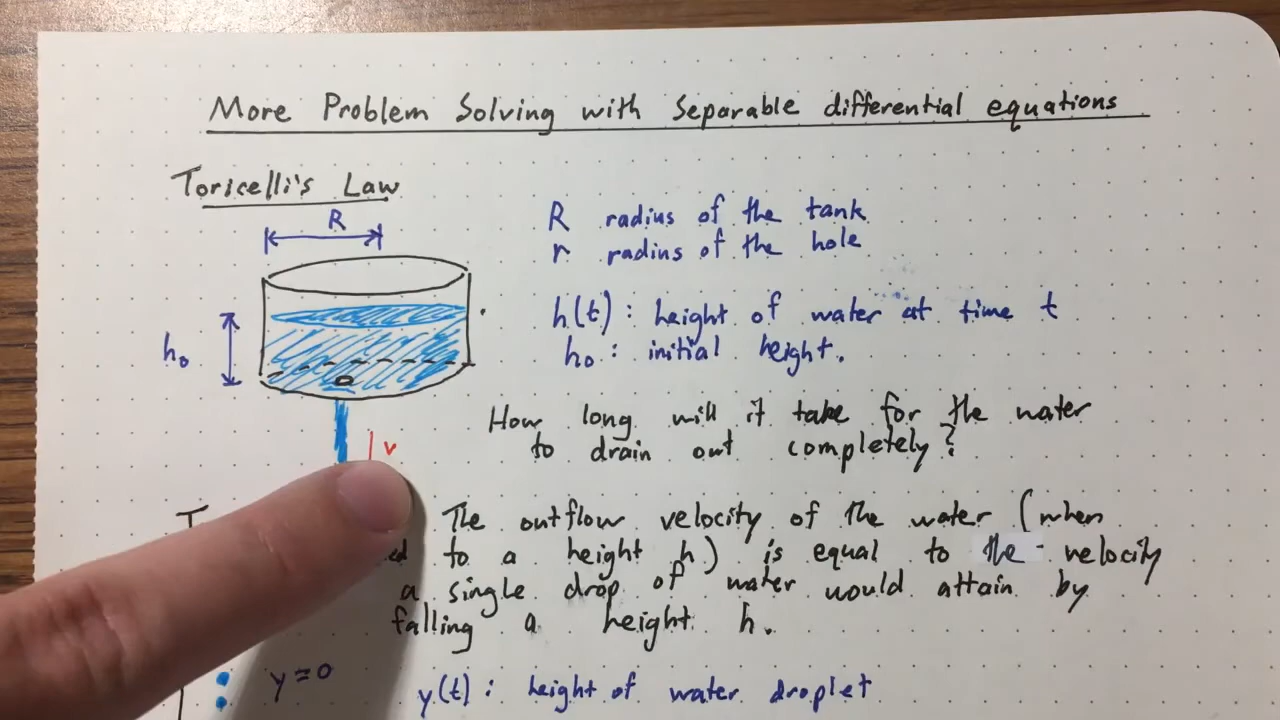 More Problem Solving with separable differential equations
Toricelli's Law
R
R radius of the tank
r radius of the hole
h(t) : height of water at time t
h₀
h₀ : initial height.
How long will it take for the water
to drain out completely?
v
The outflow velocity of the water (when
to a height h) is equal to the velocity
a single drop of water would attain by
falling a height h.
y=0
y(t) : height of water droplet